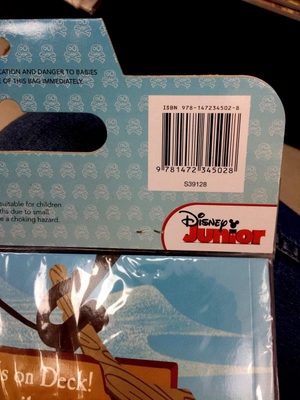 ISBN 978-147234502-8
CATION AND DANGER TO BABIES
OF THIS BAG IMMEDIATELY.
9 781472 345028
S39128
suitable for children
ths due to small
e a choking hazard.
Disney
Junior
s on Deck!